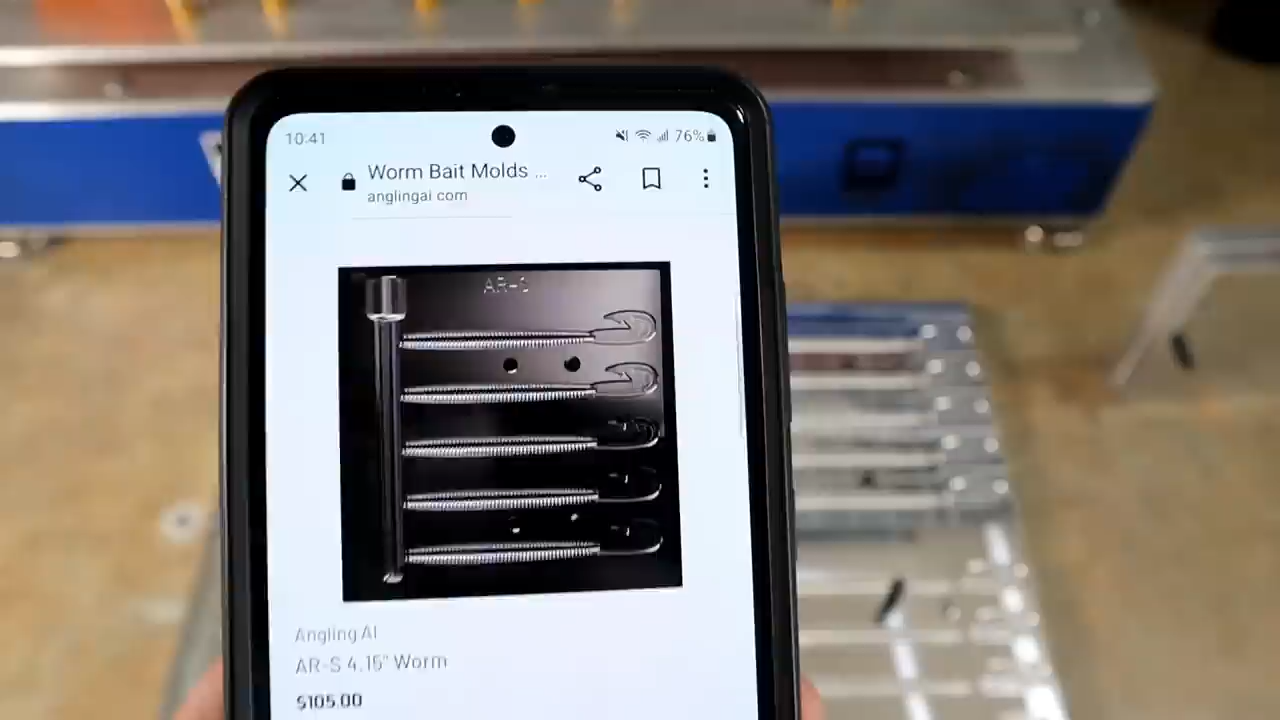 10:41
76%
Worm Bait Molds ...
anglingai com
AR-S
Angling AI
AR-S 4.15" Worm
$105.00